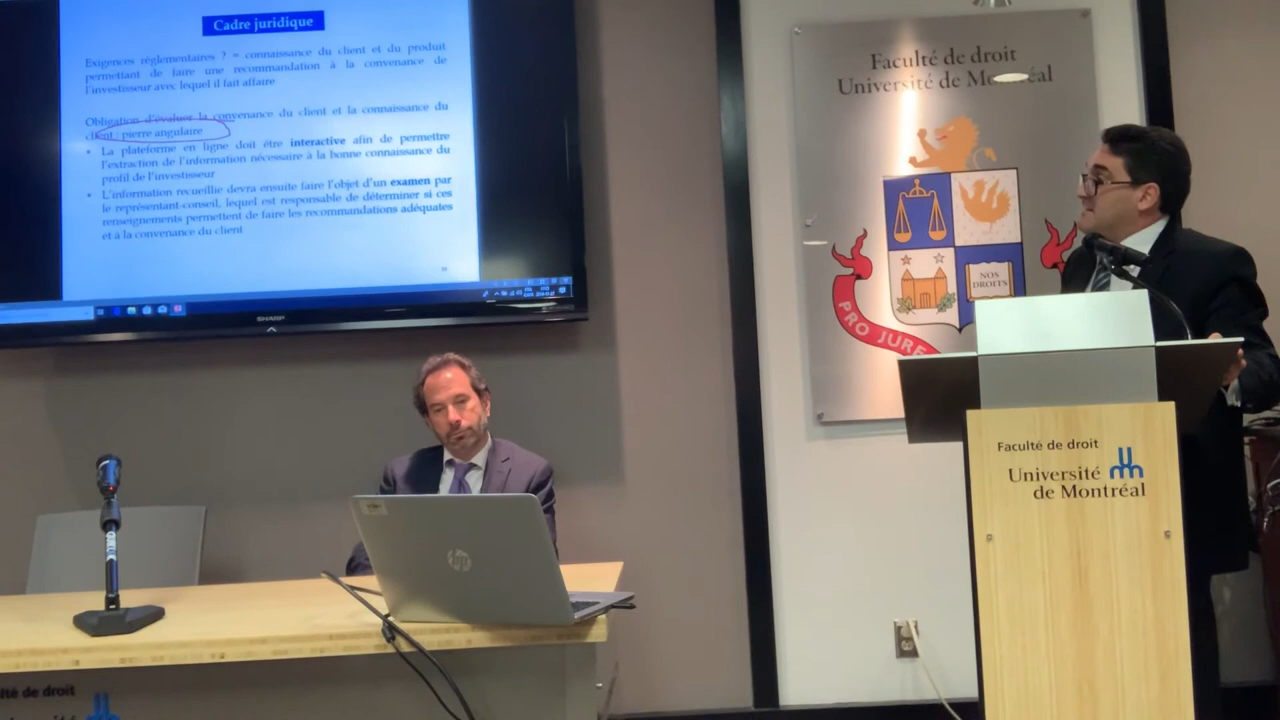 Cadre juridique
Exigences réglementaires ? = connaissance du client et du produit
permettant de faire une recommandation à la convenance de
l'investisseur avec lequel il fait affaire
Obligation d'évaluer la convenance du client et la connaissance du
client : pierre angulaire
• La plateforme en ligne doit être interactive afin de permettre
l'extraction de l'information nécessaire à la bonne connaissance du
profil de l'investisseur
• L'information recueillie devra ensuite faire l'objet d'un examen par
le représentant-conseil, lequel est responsable de déterminer si ces
renseignements permettent de faire les recommandations adéquates
et à la convenance du client
SHARP
Faculté de droit
Université de Montréal
NOS
DROITS
PRO JURE
hp
Faculté de droit
Université
de Montréal
lté de droit